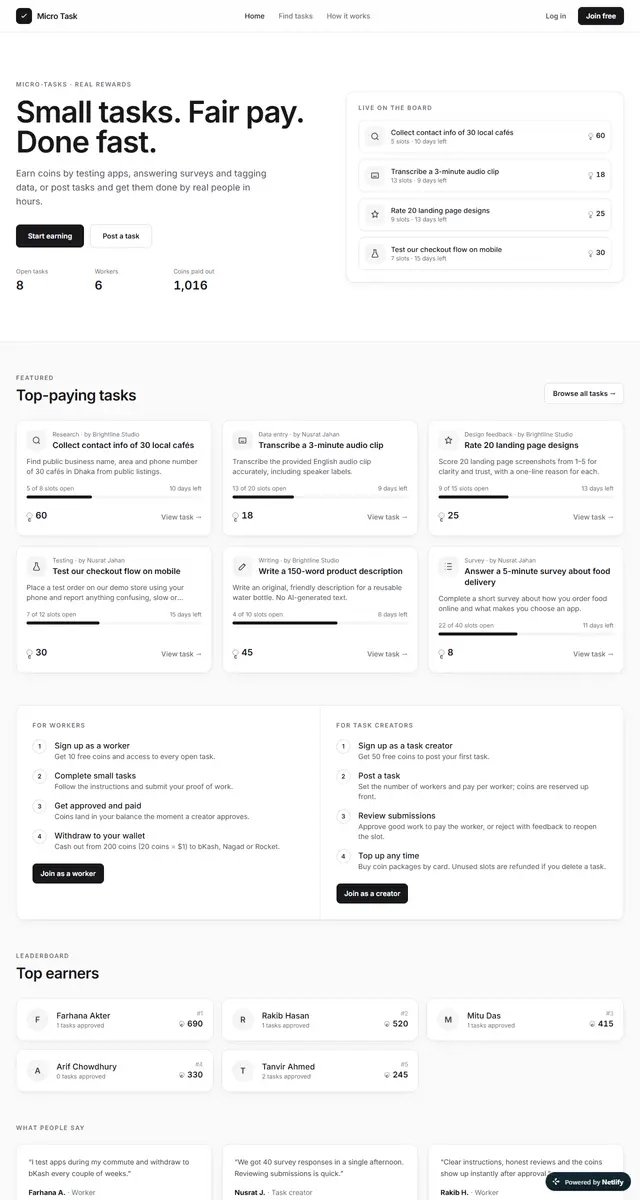 Micro Task
Home
Find tasks
How it works
Log in
Join free
MICRO-TASKS · REAL REWARDS
Small tasks. Fair pay.
Done fast.
Earn coins by testing apps, answering surveys and tagging
data, or post tasks and get them done by real people in
hours.
Start earning
Post a task
Open tasks
8
Workers
6
Coins paid out
1,016
LIVE ON THE BOARD
Collect contact info of 30 local cafés
5 slots · 10 days left
60
Transcribe a 3-minute audio clip
13 slots · 9 days left
18
Rate 20 landing page designs
9 slots · 13 days left
25
Test our checkout flow on mobile
7 slots · 15 days left
30
FEATURED
Top-paying tasks
Browse all tasks →
Research · by Brightline Studio
Collect contact info of 30 local cafés
Find public business name, area and phone number
of 30 cafés in Dhaka from public listings.
5 of 8 slots open
10 days left
60
View task →
Data entry · by Nusrat Jahan
Transcribe a 3-minute audio clip
Transcribe the provided English audio clip
accurately, including speaker labels.
13 of 20 slots open
9 days left
18
View task →
Design feedback · by Brightline Studio
Rate 20 landing page designs
Score 20 landing page screenshots from 1–5 for
clarity and trust, with a one-line reason for each.
9 of 15 slots open
13 days left
25
View task →
Testing · by Nusrat Jahan
Test our checkout flow on mobile
Place a test order on our demo store using your
phone and report anything confusing, slow or...
7 of 12 slots open
15 days left
30
View task →
Writing · by Brightline Studio
Write a 150-word product description
Write an original, friendly description for a reusable
water bottle. No AI-generated text.
4 of 10 slots open
6 days left
45
View task →
Survey · by Nusrat Jahan
Answer a 5-minute survey about food
delivery
Complete a short survey about how you order food
online and what makes you choose an app.
22 of 40 slots open
11 days left
8
View task →
FOR WORKERS
1
Sign up as a worker
Get 10 free coins and access to every open task.
2
Complete small tasks
Follow the instructions and submit your proof of work.
3
Get approved and paid
Coins land in your balance the moment a creator approves.
4
Withdraw to your wallet
Cash out from 200 coins (20 coins = $1) to bKash, Nagad or Rocket.
Join as a worker
FOR TASK CREATORS
1
Sign up as a task creator
Get 50 free coins to post your first task.
2
Post a task
Set the number of workers and pay per worker; coins are reserved up
front.
3
Review submissions
Approve good work to pay the worker, or reject with feedback to reopen
the slot.
4
Top up any time
Buy coin packages by card. Unused slots are refunded if you delete a task.
Join as a creator
LEADERBOARD
Top earners
F
Farhana Akter
1 tasks approved
#1
690
R
Rakib Hasan
1 tasks approved
#2
520
M
Mitu Das
1 tasks approved
#3
415
A
Arif Chowdhury
0 tasks approved
#4
330
T
Tanvir Ahmed
2 tasks approved
#5
245
WHAT PEOPLE SAY
"I test apps during my commute and withdraw to
bKash every couple of weeks."
Farhana A. · Worker
"We got 40 survey responses in a single afternoon.
Reviewing submissions is quick."
Nusrat J. · Task creator
"Clear instructions, honest reviews and the coins
show up instantly after approval."
Rakib H. · Worker
Powered by Netlify